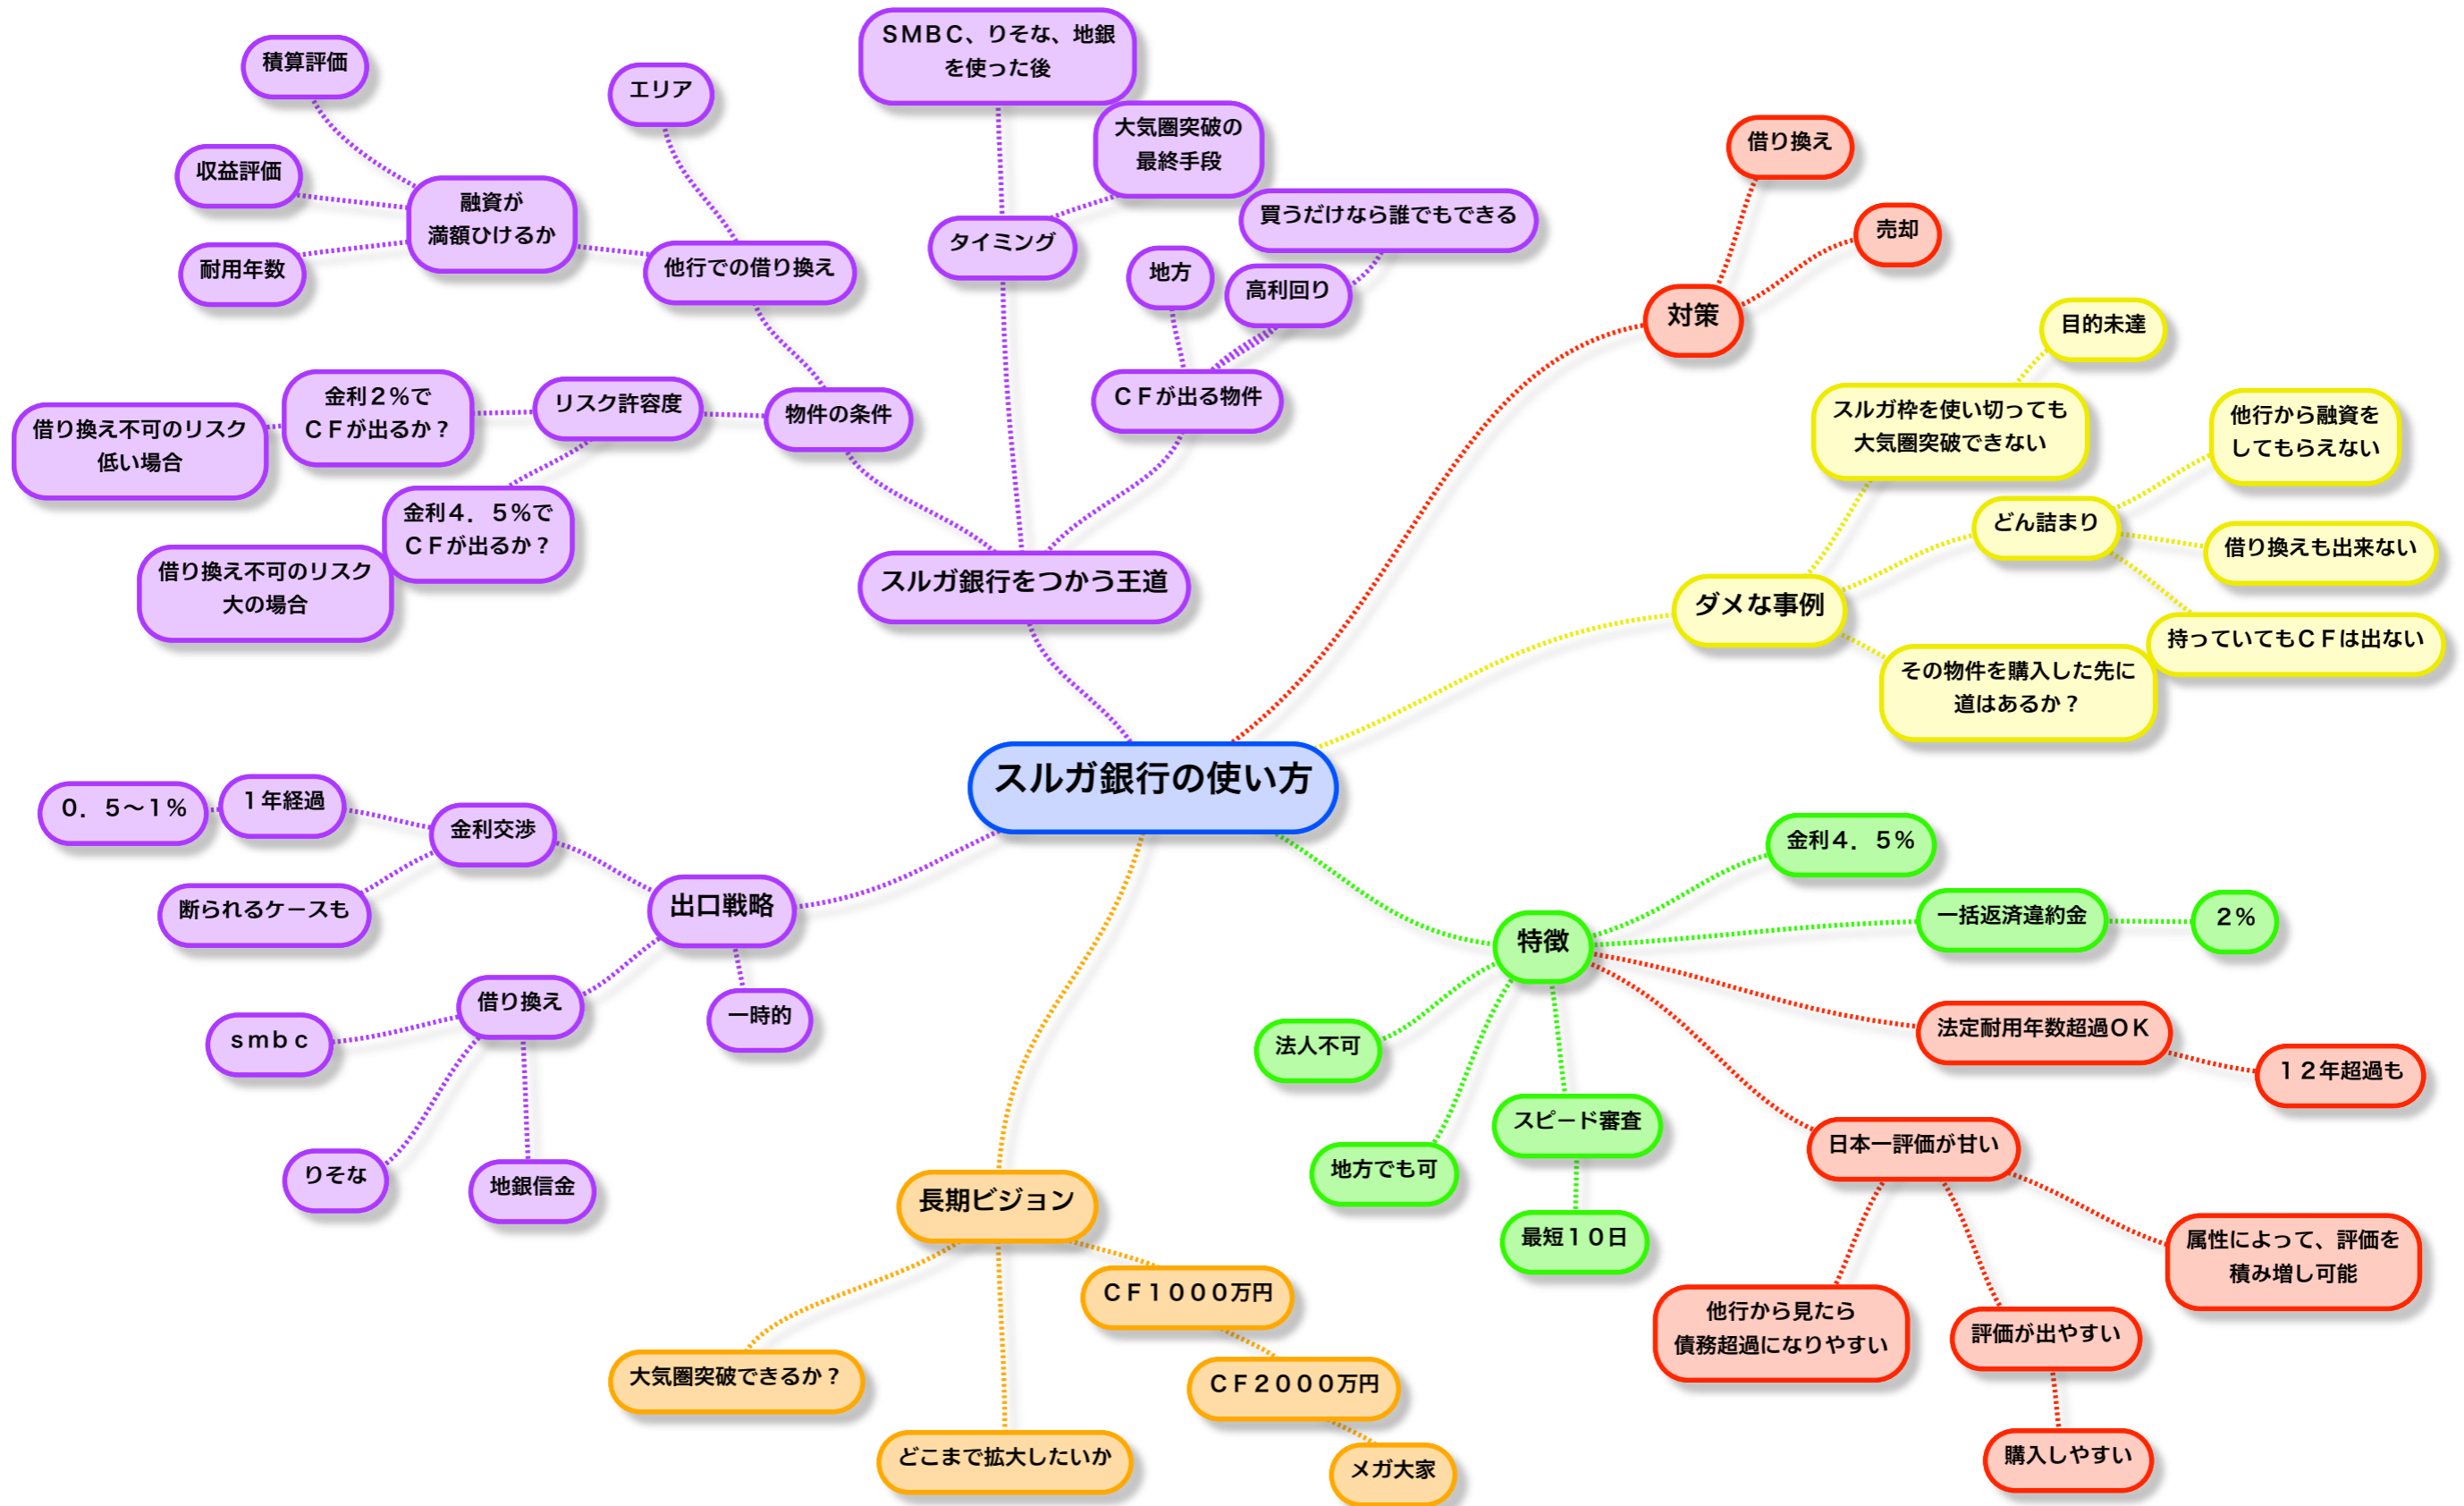 スルガ銀行の使い方
スルガ銀行をつかう王道
タイミング
ＳＭＢＣ、りそな、地銀
を使った後
大気圏突破の
最終手段
ＣＦが出る物件
地方
高利回り
買うだけなら誰でもできる
物件の条件
他行での借り換え
エリア
融資が
満額ひけるか
積算評価
収益評価
耐用年数
リスク許容度
金利２％で
ＣＦが出るか？
借り換え不可のリスク
低い場合
金利４．５％で
ＣＦが出るか？
借り換え不可のリスク
大の場合
対策
借り換え
売却
ダメな事例
スルガ枠を使い切っても
大気圏突破できない
目的未達
どん詰まり
他行から融資を
してもらえない
借り換えも出来ない
持っていてもＣＦは出ない
その物件を購入した先に
道はあるか？
特徴
金利４．５％
一括返済違約金
２％
法定耐用年数超過ＯＫ
１２年超過も
日本一評価が甘い
属性によって、評価を
積み増し可能
評価が出やすい
購入しやすい
他行から見たら
債務超過になりやすい
スピード審査
最短１０日
地方でも可
法人不可
長期ビジョン
ＣＦ１０００万円
ＣＦ２０００万円
メガ大家
どこまで拡大したいか
大気圏突破できるか？
出口戦略
金利交渉
１年経過
０．５〜１％
断られるケースも
借り換え
ｓｍｂｃ
りそな
地銀信金
一時的